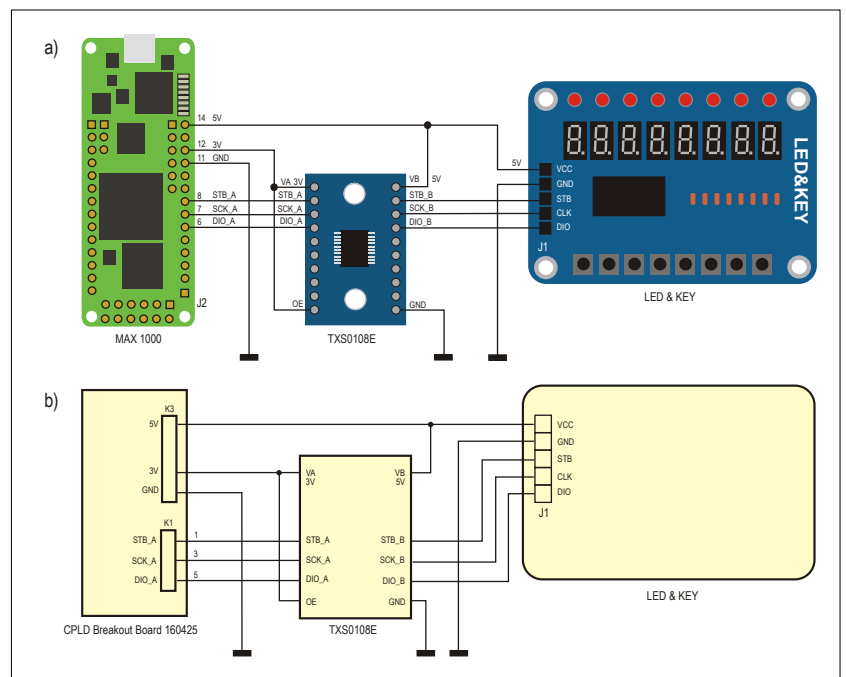 a)
14 5V
12 3V
11 GND
8 STB_A
7 SCK_A
6 DIO_A
J2
MAX 1000
VA 3V
STB_A
SCK_A
DIO_A
OE
VB 5V
STB_B
SCK_B
DIO_B
GND
TXS0108E
5V
VCC
GND
STB
CLK
DIO
J1
LED&KEY
LED & KEY
b)
K3
5V
3V
GND
K1
STB_A 1
SCK_A 3
DIO_A 5
CPLD Breakout Board 160425
VA
3V
STB_A
SCK_A
DIO_A
OE
VB
5V
STB_B
SCK_B
DIO_B
GND
TXS0108E
VCC
GND
STB
CLK
DIO
J1
LED & KEY